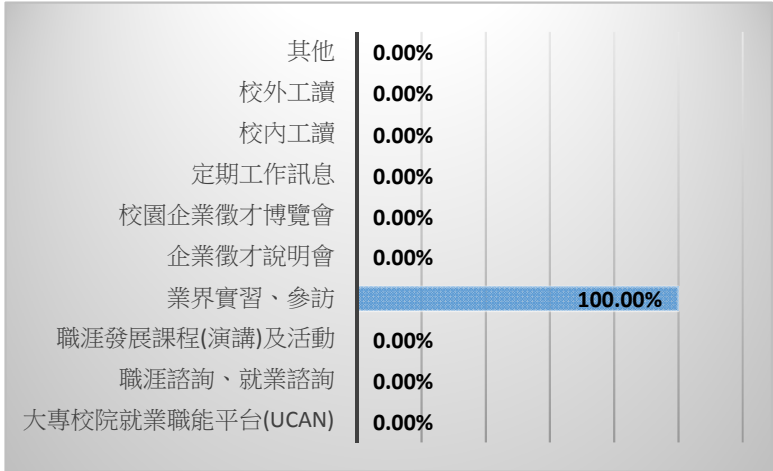 其他 0.00%
校外工讀 0.00%
校內工讀 0.00%
定期工作訊息 0.00%
校園企業徵才博覽會 0.00%
企業徵才說明會 0.00%
業界實習、參訪 100.00%
職涯發展課程(演講)及活動 0.00%
職涯諮詢、就業諮詢 0.00%
大專校院就業職能平台(UCAN) 0.00%